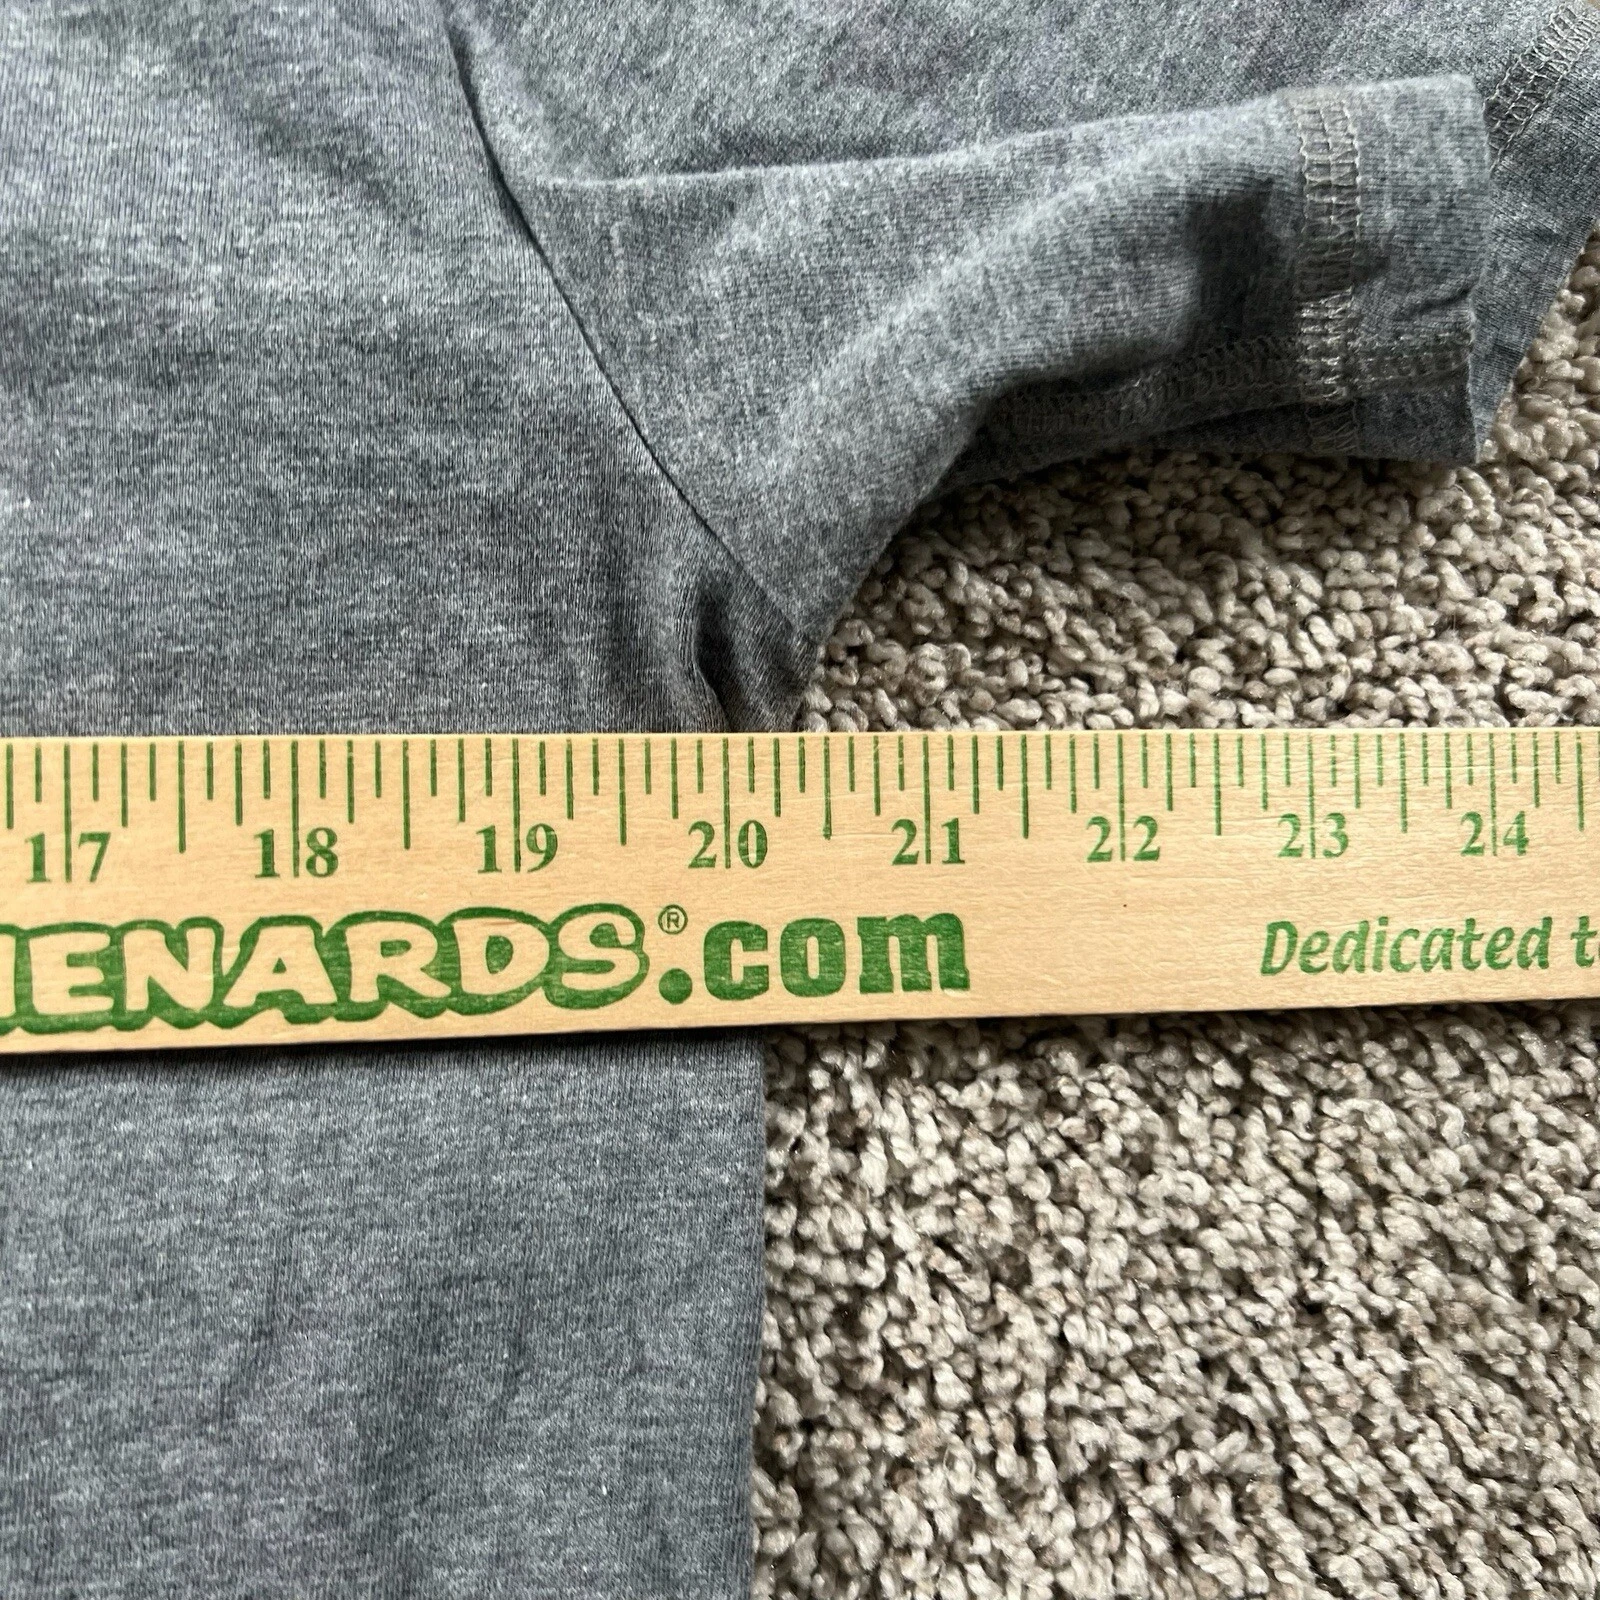 17 18 19 20 21 22 23 24
ENARDS®.com Dedicated t